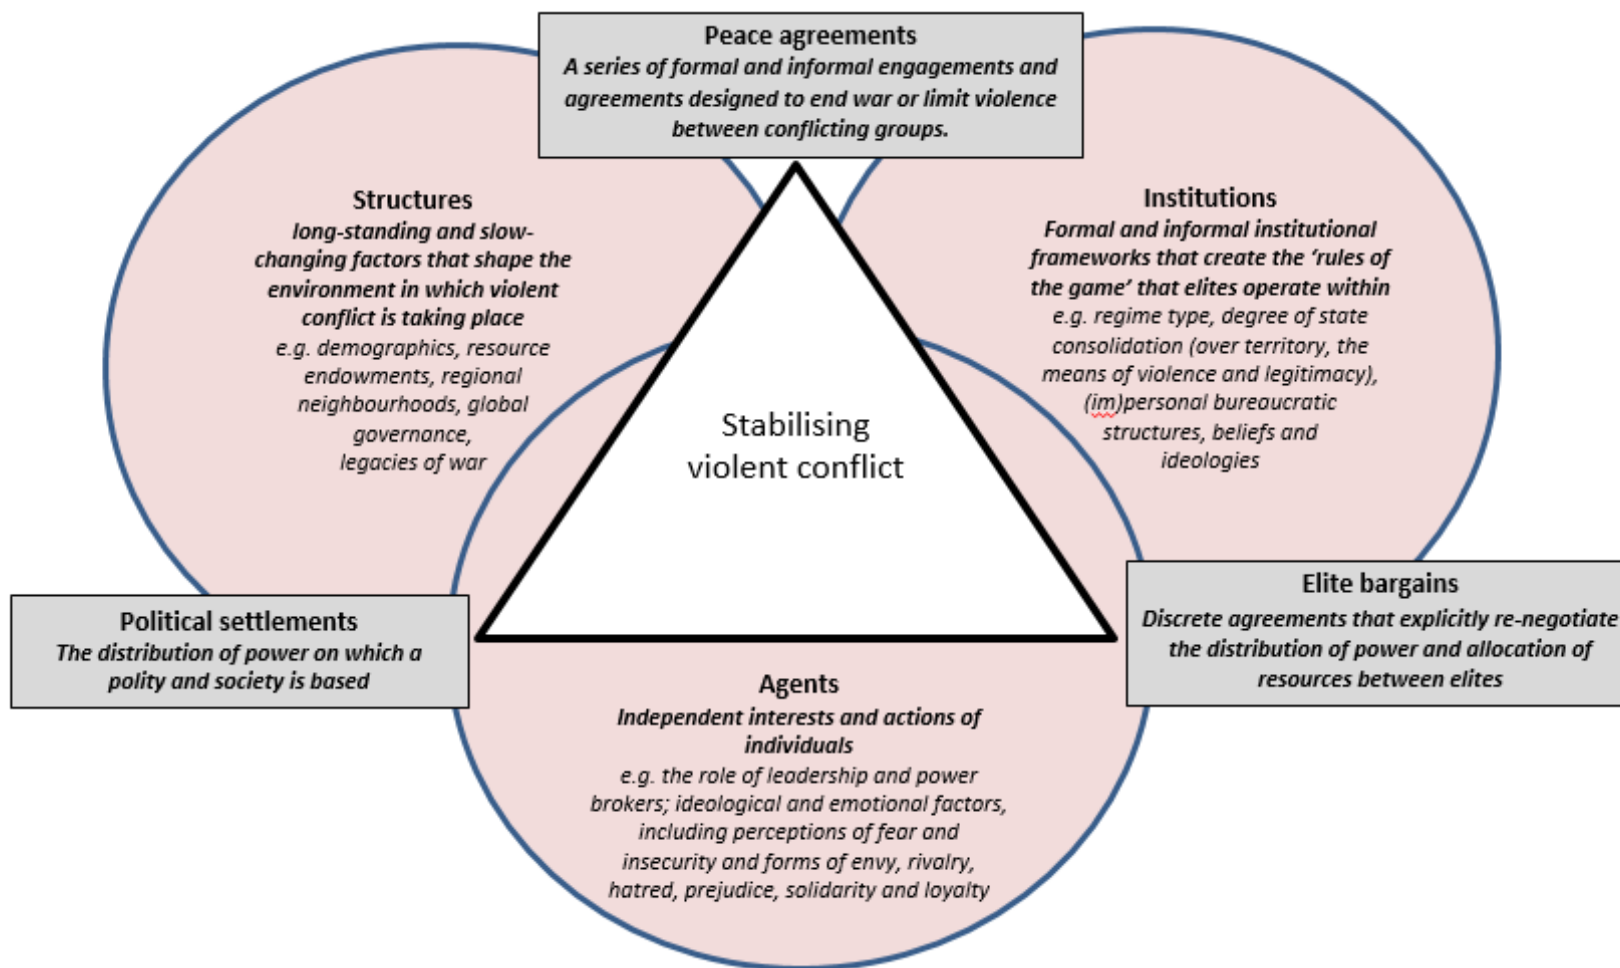 Peace agreements
A series of formal and informal engagements and
agreements designed to end war or limit violence
between conflicting groups.
Structures
long-standing and slow-
changing factors that shape the
environment in which violent
conflict is taking place
e.g. demographics, resource
endowments, regional
neighbourhoods, global
governance,
legacies of war
Institutions
Formal and informal institutional
frameworks that create the ‘rules of
the game’ that elites operate within
e.g. regime type, degree of state
consolidation (over territory, the
means of violence and legitimacy),
(im)personal bureaucratic
structures, beliefs and
ideologies
Stabilising
violent conflict
Political settlements
The distribution of power on which a
polity and society is based
Elite bargains
Discrete agreements that explicitly re-negotiate
the distribution of power and allocation of
resources between elites
Agents
Independent interests and actions of
individuals
e.g. the role of leadership and power
brokers; ideological and emotional factors,
including perceptions of fear and
insecurity and forms of envy, rivalry,
hatred, prejudice, solidarity and loyalty